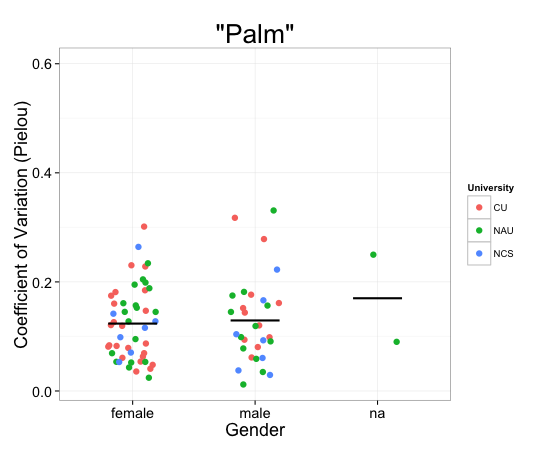 "Palm"
Coefficient of Variation (Pielou)
0.6
0.4
0.2
0.0
female male na
Gender
University
CU
NAU
NCS